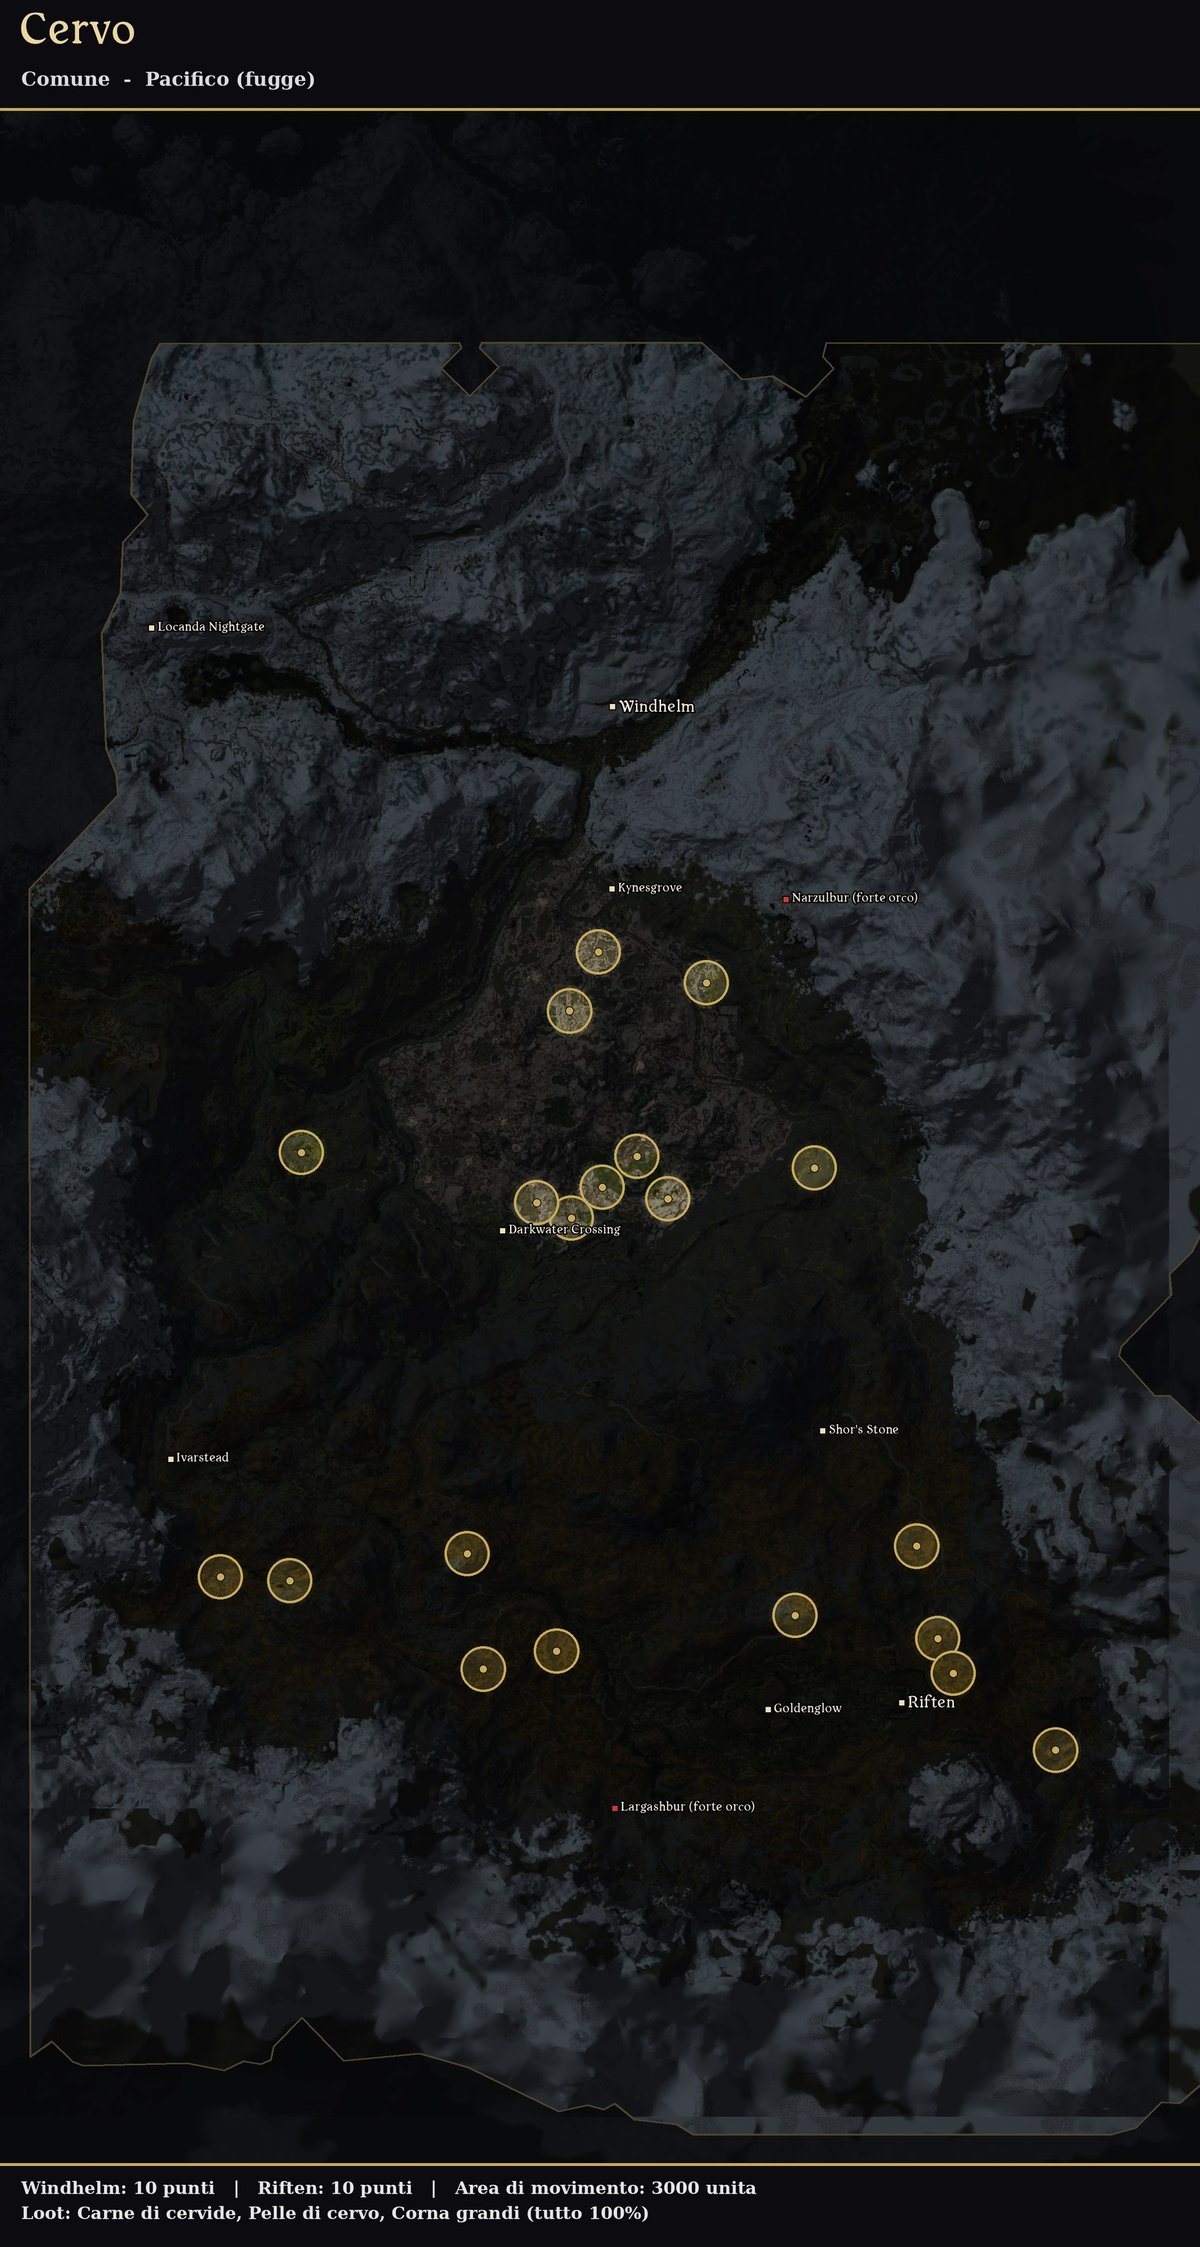 Cervo
Comune - Pacifico (fugge)
Locanda Nightgate
Windhelm
Kynesgrove
Narzulbur (forte orco)
Darkwater Crossing
Shor's Stone
Ivarstead
Riften
Goldenglow
Largashbur (forte orco)
Windhelm: 10 punti | Riften: 10 punti | Area di movimento: 3000 unita
Loot: Carne di cervide, Pelle di cervo, Corna grandi (tutto 100%)